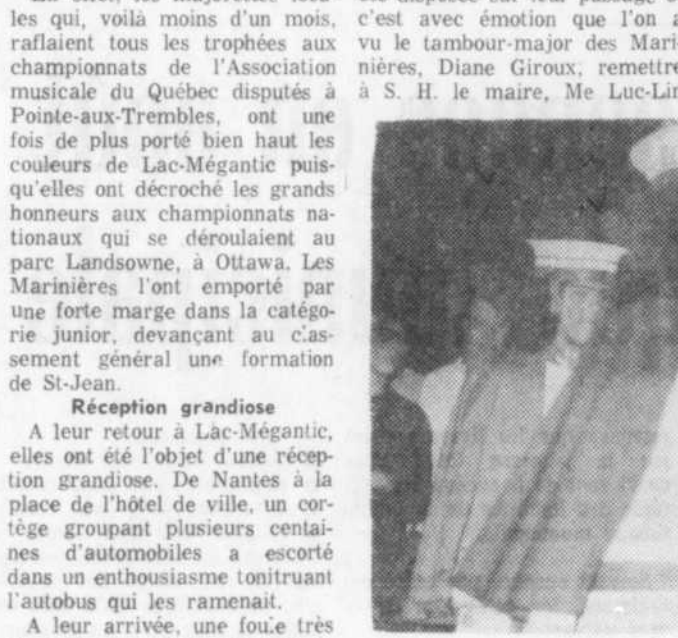 les qui, voilà moins d'un mois,
raflaient tous les trophées aux
championnats de l'Association
musicale du Québec disputés à
Pointe-aux-Trembles, ont une
fois de plus porté bien haut les
couleurs de Lac-Mégantic puis-
qu'elles ont décroché les grands
honneurs aux championnats na-
tionaux qui se déroulaient au
parc Landsowne, à Ottawa. Les
Marinières l'ont emporté par
une forte marge dans la catégo-
rie junior, devançant au clas-
sement général une formation
de St-Jean.
Réception grandiose
A leur retour à Lac-Mégantic,
elles ont été l'objet d'une récep-
tion grandiose. De Nantes à la
place de l'hôtel de ville, un cor-
tège groupant plusieurs centai-
nes d'automobiles a escorté
dans un enthousiasme tonitruant
l'autobus qui les ramenait.
A leur arrivée, une foule très
c'est avec émotion que l'on a
vu le tambour-major des Mari-
nières, Diane Giroux, remettre
à S. H. le maire, Me Luc-Lin